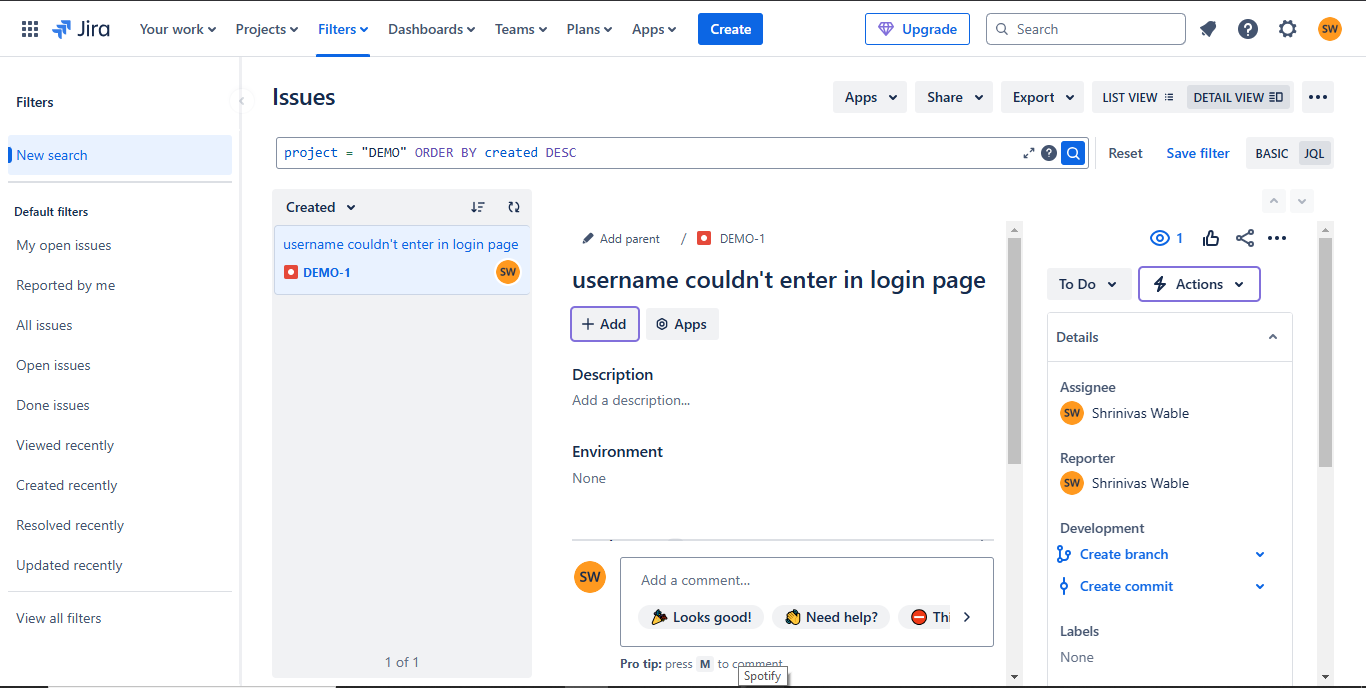 Jira Your work Projects Filters Dashboards Teams Plans Apps Create Upgrade Search SW
Filters
New search
Default filters
My open issues
Reported by me
All issues
Open issues
Done issues
Viewed recently
Created recently
Resolved recently
Updated recently
View all filters
Issues
Apps Share Export LIST VIEW DETAIL VIEW
project = "DEMO" ORDER BY created DESC ? Reset Save filter BASIC JQL
Created
username couldn't enter in login page
DEMO-1 SW
1 of 1
Add parent / DEMO-1
username couldn't enter in login page
+ Add Apps
Description
Add a description...
Environment
None
SW Add a comment...
Looks good! Need help? Thi
Pro tip: press M to comment
Spotify
1
To Do Actions
Details
Assignee
SW Shrinivas Wable
Reporter
SW Shrinivas Wable
Development
Create branch
Create commit
Labels
None